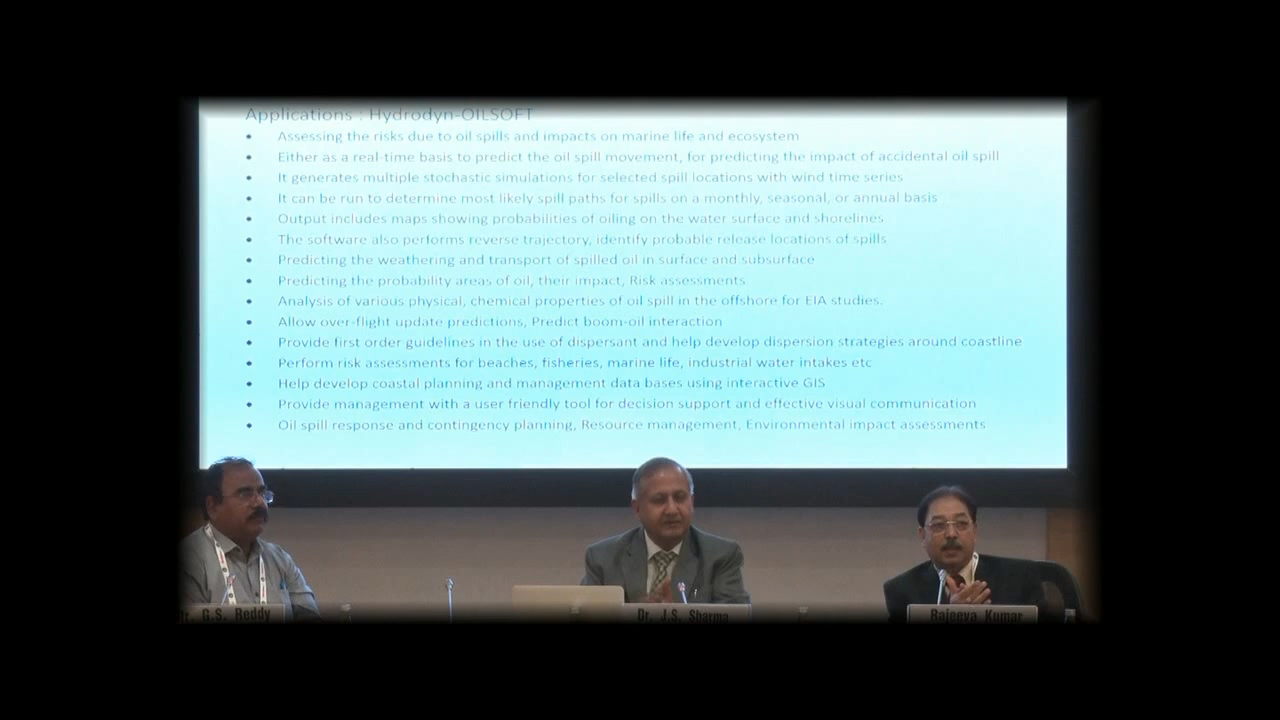 Applications : Hydrodyn-OILSOFT
• Assessing the risks due to oil spills and impacts on marine life and ecosystem
• Either as a real-time basis to predict the oil spill movement, for predicting the impact of accidental oil spill
• It generates multiple stochastic simulations for selected spill locations with wind time series
• It can be run to determine most likely spill paths for spills on a monthly, seasonal, or annual basis
• Output includes maps showing probabilities of oiling on the water surface and shorelines
• The software also performs reverse trajectory, identify probable release locations of spills
• Predicting the weathering and transport of spilled oil in surface and subsurface
• Predicting the probability areas of oil, their impact, Risk assessments
• Analysis of various physical, chemical properties of oil spill in the offshore for EIA studies.
• Allow over-flight update predictions, Predict boom-oil interaction
• Provide first order guidelines in the use of dispersant and help develop dispersion strategies around coastline
• Perform risk assessments for beaches, fisheries, marine life, industrial water intakes etc
• Help develop coastal planning and management data bases using interactive GIS
• Provide management with a user friendly tool for decision support and effective visual communication
• Oil spill response and contingency planning, Resource management, Environmental impact assessments
G.S. Reddy
Dr. J.S. Sharma
Rajeeva Kumar